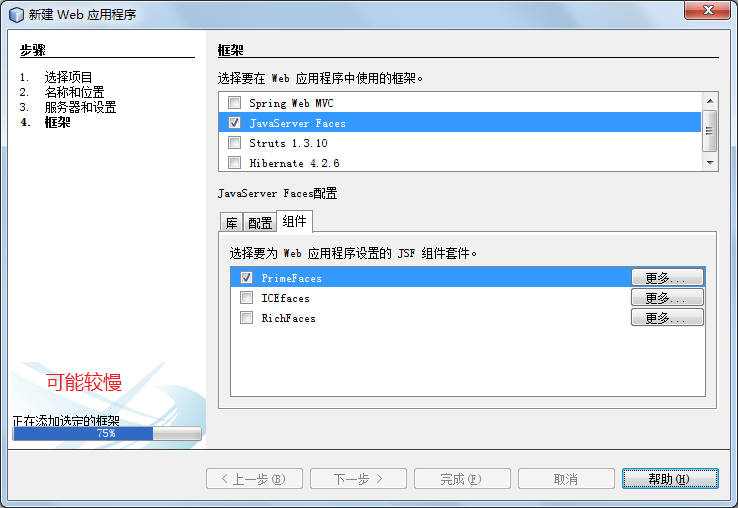 新建 Web 应用程序
步骤
1. 选择项目
2. 名称和位置
3. 服务器和设置
4. 框架
框架
选择要在 Web 应用程序中使用的框架。
Spring Web MVC
JavaServer Faces
Struts 1.3.10
Hibernate 4.2.6
JavaServer Faces配置
库 配置 组件
选择要为 Web 应用程序设置的 JSF 组件套件。
PrimeFaces 更多...
ICEfaces 更多...
RichFaces 更多...
可能较慢
正在添加选定的框架
75%
< 上一步(B) 下一步 > 完成(F) 取消 帮助(H)